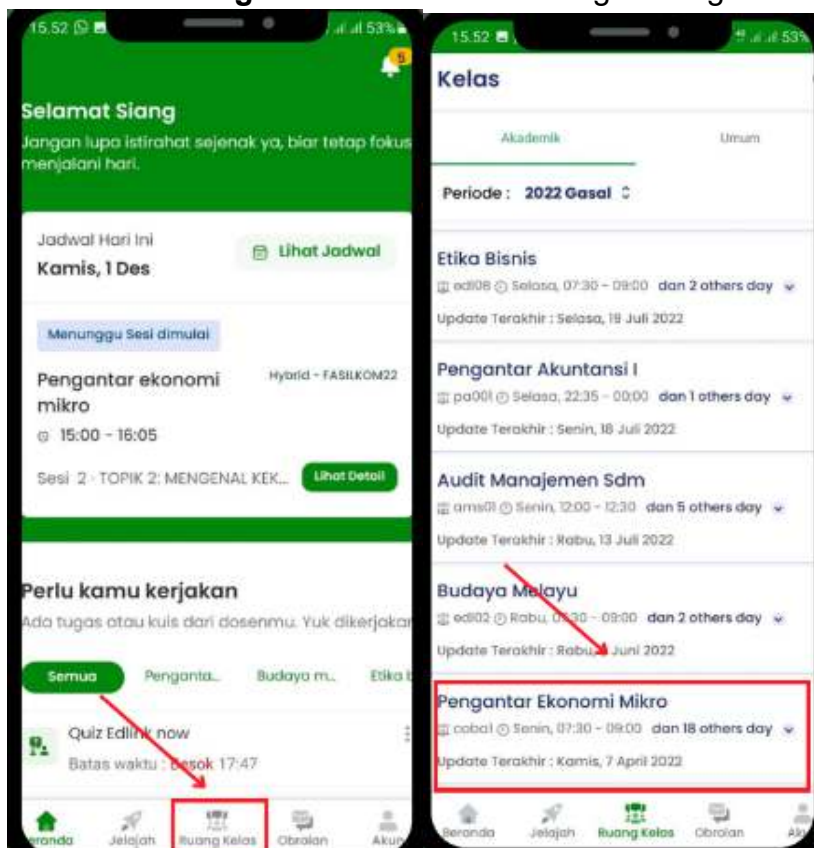 15.52
53%
5
Selamat Siang
Jangan lupa istirahat sejenak ya, biar tetap fokus
menjalani hari.
Jadwal Hari Ini
Lihat Jadwal
Kamis, 1 Des
Menunggu Sesi dimulai
Pengantar ekonomi
mikro
Hybrid - FASILKOM22
15:00 - 16:05
Sesi 2 - TOPIK 2: MENGENAL KEK...
Lihat Detail
Perlu kamu kerjakan
Ada tugas atau kuis dari dosenmu. Yuk dikerjakan
Semua Penganta... Budaya m... Etika b
Quiz Edlink now
Batas waktu : Besok 17:47
Beranda Jelajah Ruang Kelas Obrolan Akun
15.52
53%
Kelas
Akademik Umum
Periode : 2022 Gasal
Etika Bisnis
edl08 Selasa, 07:30 - 09:00 dan 2 others day
Update Terakhir : Selasa, 19 Juli 2022
Pengantar Akuntansi I
pa001 Selasa, 22:35 - 00:00 dan 1 others day
Update Terakhir : Senin, 18 Juli 2022
Audit Manajemen Sdm
ams01 Senin, 12:00 - 12:30 dan 5 others day
Update Terakhir : Rabu, 13 Juli 2022
Budaya Melayu
edl02 Rabu, - 09:00 dan 2 others day
Update Terakhir : Rabu, Juni 2022
Pengantar Ekonomi Mikro
coba1 Senin, 07:30 - 09:00 dan 18 others day
Update Terakhir : Kamis, 7 April 2022
Beranda Jelajah Ruang Kelas Obrolan